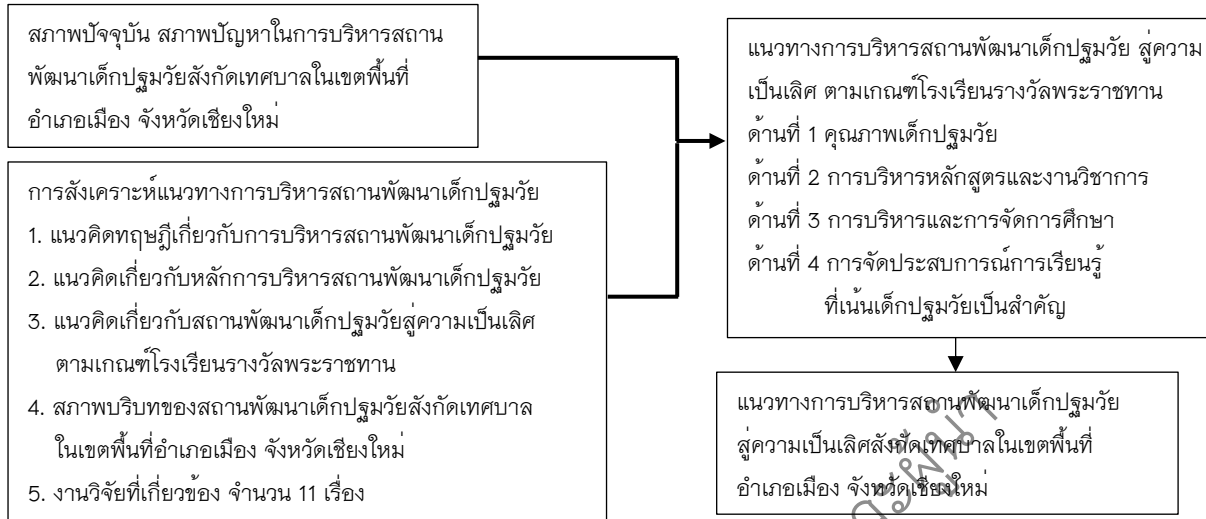 สภาพปัจจุบัน สภาพปัญหาในการบริหารสถาน
พัฒนาเด็กปฐมวัยสังกัดเทศบาลในเขตพื้นที่
อำเภอเมือง จังหวัดเชียงใหม่
การสังเคราะห์แนวทางการบริหารสถานพัฒนาเด็กปฐมวัย
1. แนวคิดทฤษฎีเกี่ยวกับการบริหารสถานพัฒนาเด็กปฐมวัย
2. แนวคิดเกี่ยวกับหลักการบริหารสถานพัฒนาเด็กปฐมวัย
3. แนวคิดเกี่ยวกับสถานพัฒนาเด็กปฐมวัยสู่ความเป็นเลิศ
ตามเกณฑ์โรงเรียนรางวัลพระราชทาน
4. สภาพบริบทของสถานพัฒนาเด็กปฐมวัยสังกัดเทศบาล
ในเขตพื้นที่อำเภอเมือง จังหวัดเชียงใหม่
5. งานวิจัยที่เกี่ยวข้อง จำนวน 11 เรื่อง
แนวทางการบริหารสถานพัฒนาเด็กปฐมวัย สู่ความ
เป็นเลิศ ตามเกณฑ์โรงเรียนรางวัลพระราชทาน
ด้านที่ 1 คุณภาพเด็กปฐมวัย
ด้านที่ 2 การบริหารหลักสูตรและงานวิชาการ
ด้านที่ 3 การบริหารและการจัดการศึกษา
ด้านที่ 4 การจัดประสบการณ์การเรียนรู้
ที่เน้นเด็กปฐมวัยเป็นสำคัญ
แนวทางการบริหารสถานพัฒนาเด็กปฐมวัย
สู่ความเป็นเลิศสังกัดเทศบาลในเขตพื้นที่
อำเภอเมือง จังหวัดเชียงใหม่